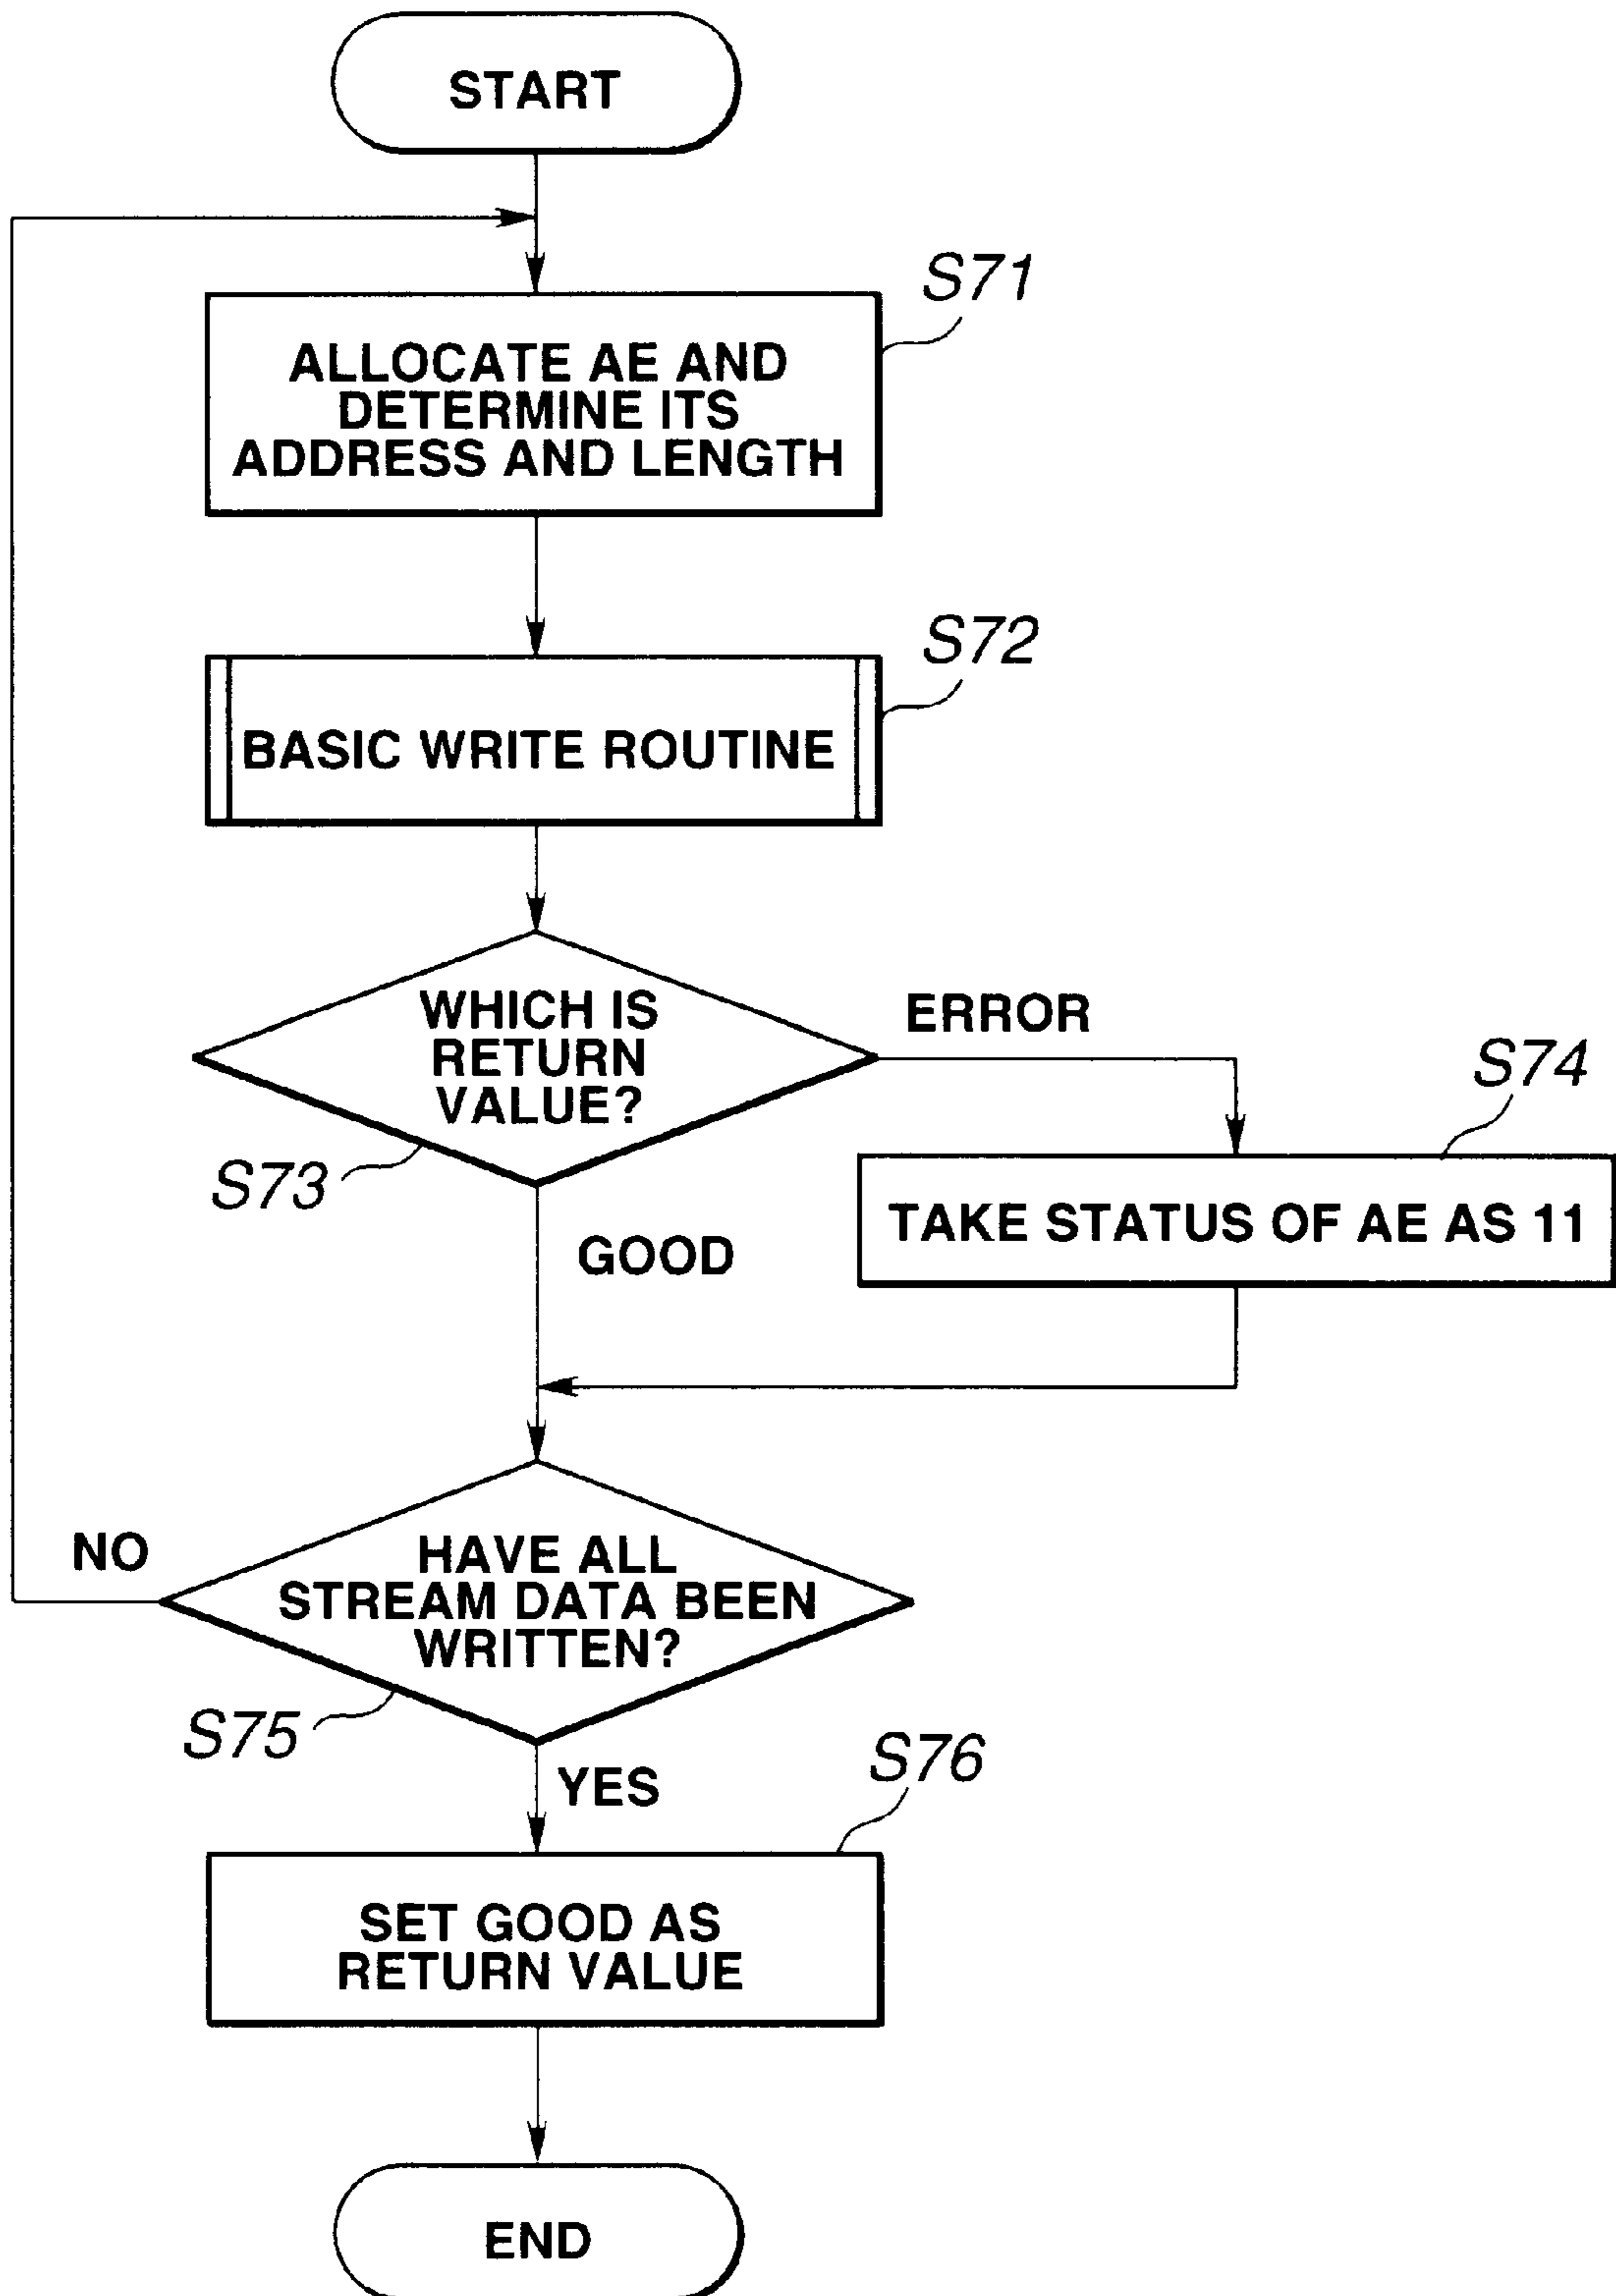 START
S71
ALLOCATE AE AND
DETERMINE ITS
ADDRESS AND LENGTH
S72
BASIC WRITE ROUTINE
WHICH IS
RETURN
VALUE?
ERROR
S73
S74
TAKE STATUS OF AE AS 11
GOOD
NO
HAVE ALL
STREAM DATA BEEN
WRITTEN?
S75
YES
S76
SET GOOD AS
RETURN VALUE
END